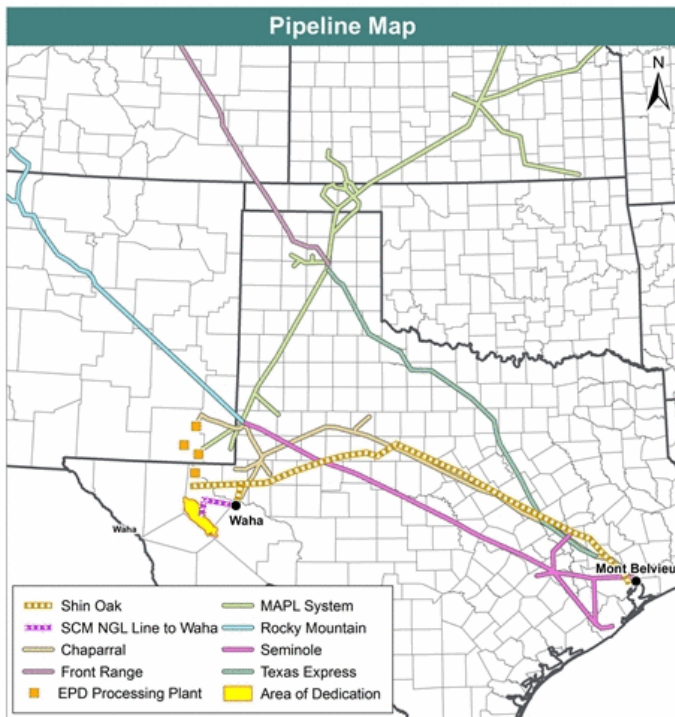 Pipeline Map
N
Waha
Waha
Mont Belvieu
Shin Oak
MAPL System
SCM NGL Line to Waha
Rocky Mountain
Chaparral
Seminole
Front Range
Texas Express
EPD Processing Plant
Area of Dedication